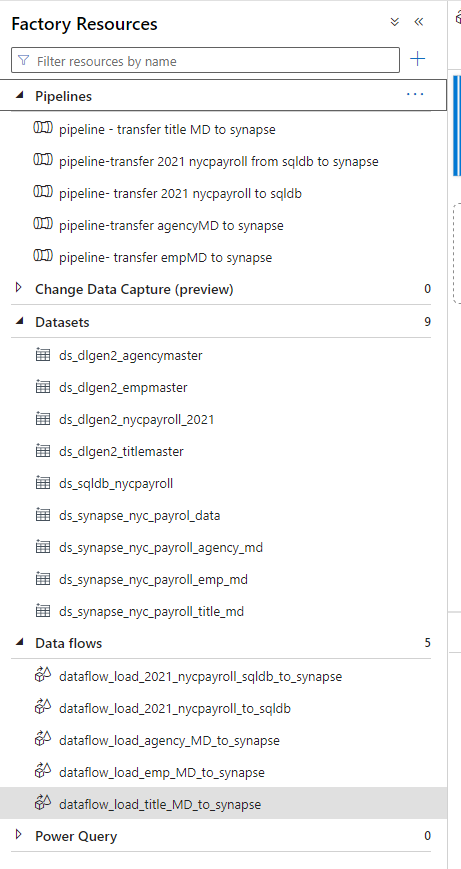 Factory Resources
Filter resources by name
Pipelines
pipeline - transfer title MD to synapse
pipeline-transfer 2021 nycpayroll from sqldb to synapse
pipeline- transfer 2021 nycpayroll to sqldb
pipeline-transfer agencyMD to synapse
pipeline- transfer empMD to synapse
Change Data Capture (preview) 0
Datasets 9
ds_dlgen2_agencymaster
ds_dlgen2_empmaster
ds_dlgen2_nycpayroll_2021
ds_dlgen2_titlemaster
ds_sqldb_nycpayroll
ds_synapse_nyc_payrol_data
ds_synapse_nyc_payroll_agency_md
ds_synapse_nyc_payroll_emp_md
ds_synapse_nyc_payroll_title_md
Data flows 5
dataflow_load_2021_nycpayroll_sqldb_to_synapse
dataflow_load_2021_nycpayroll_to_sqldb
dataflow_load_agency_MD_to_synapse
dataflow_load_emp_MD_to_synapse
dataflow_load_title_MD_to_synapse
Power Query 0